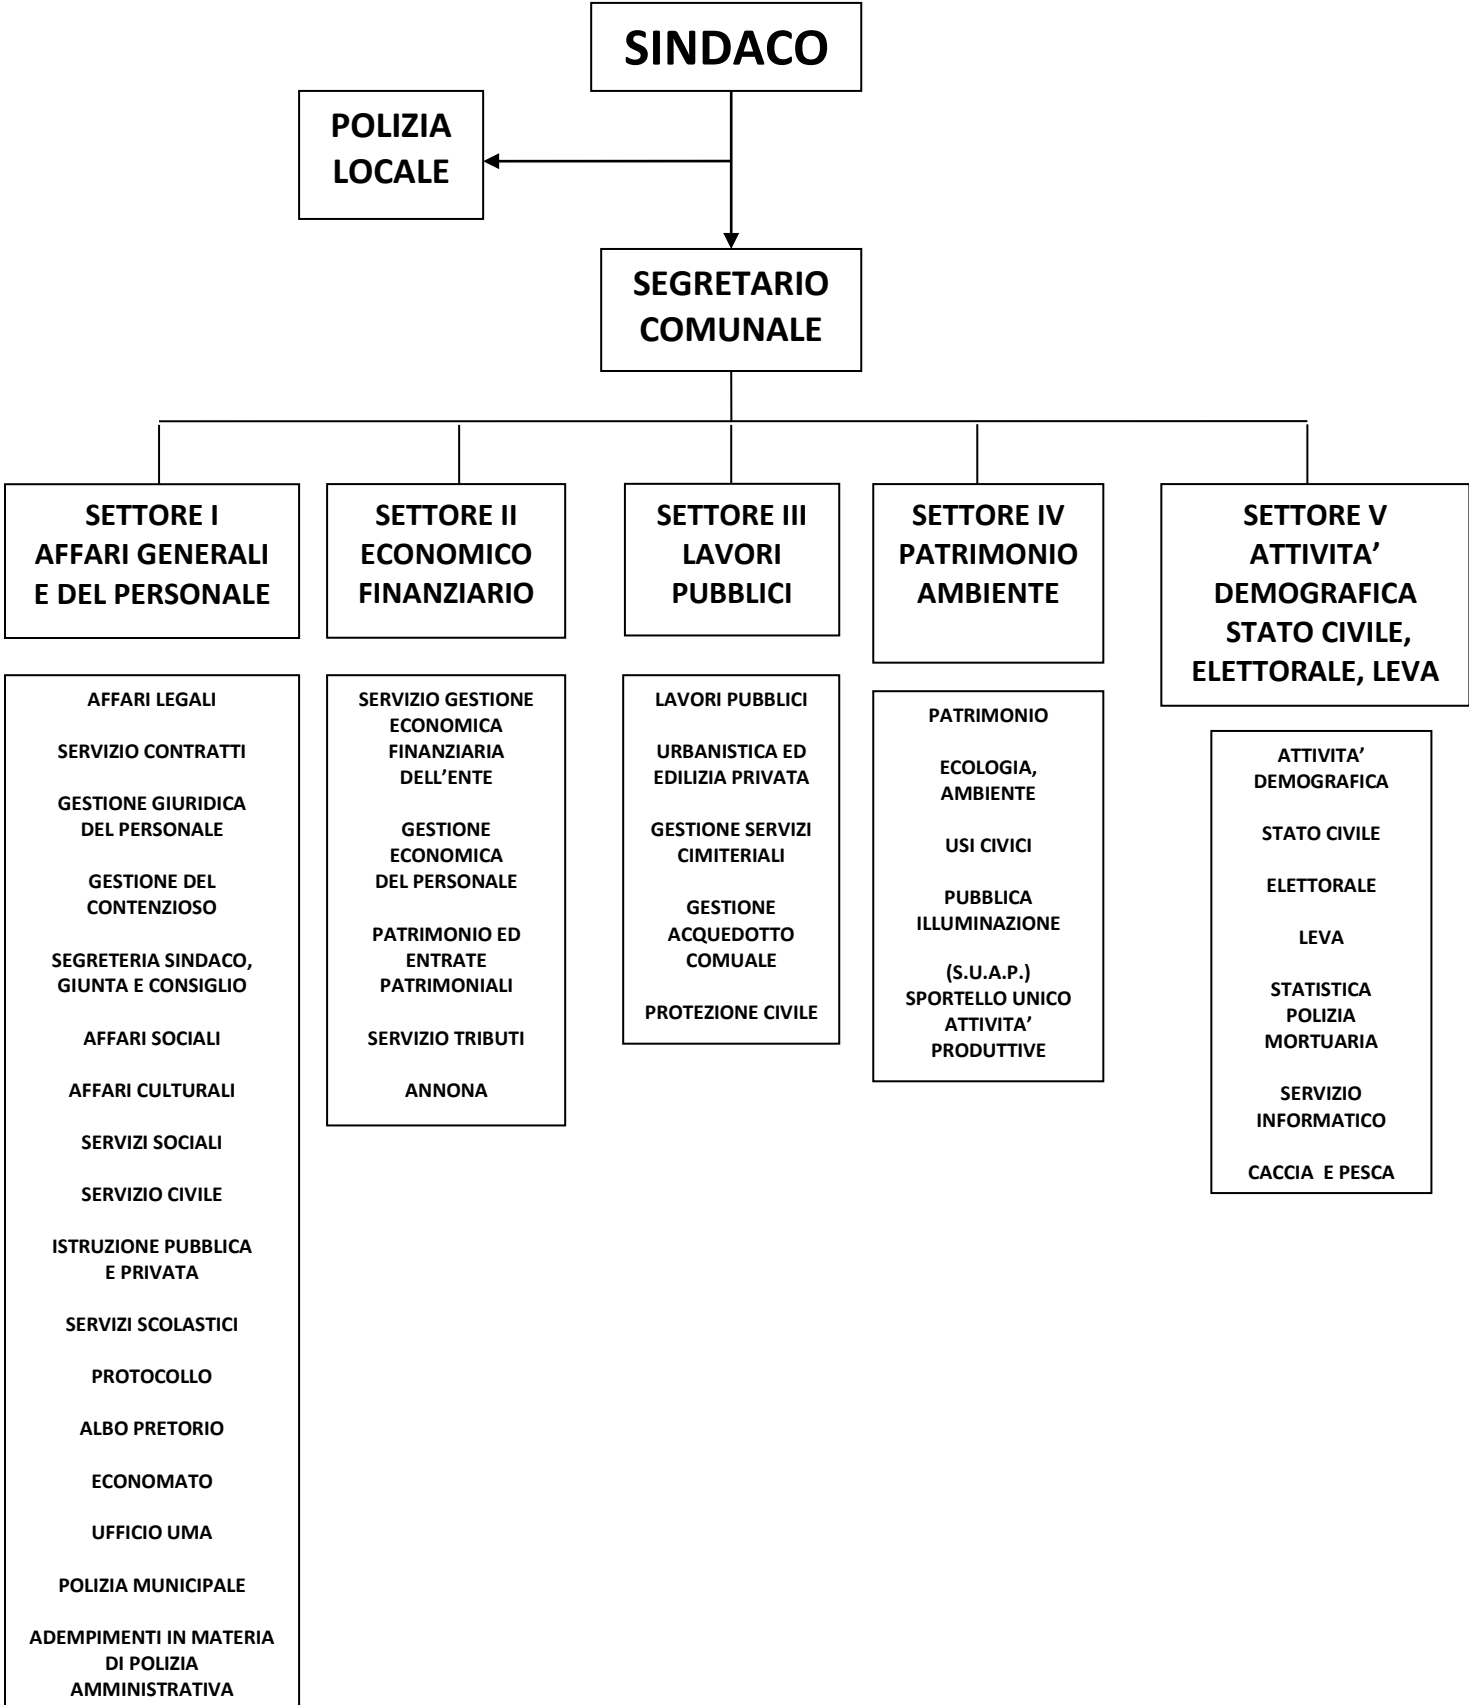 SINDACO
POLIZIA
LOCALE
SEGRETARIO
COMUNALE
SETTORE I
AFFARI GENERALI
E DEL PERSONALE
SETTORE II
ECONOMICO
FINANZIARIO
SETTORE III
LAVORI
PUBBLICI
SETTORE IV
PATRIMONIO
AMBIENTE
SETTORE V
ATTIVITA’
DEMOGRAFICA
STATO CIVILE,
ELETTORALE, LEVA
AFFARI LEGALI
SERVIZIO CONTRATTI
GESTIONE GIURIDICA
DEL PERSONALE
GESTIONE DEL
CONTENZIOSO
SEGRETERIA SINDACO,
GIUNTA E CONSIGLIO
AFFARI SOCIALI
AFFARI CULTURALI
SERVIZI SOCIALI
SERVIZIO CIVILE
ISTRUZIONE PUBBLICA
E PRIVATA
SERVIZI SCOLASTICI
PROTOCOLLO
ALBO PRETORIO
ECONOMATO
UFFICIO UMA
POLIZIA MUNICIPALE
ADEMPIMENTI IN MATERIA
DI POLIZIA
AMMINISTRATIVA
SERVIZIO GESTIONE
ECONOMICA
FINANZIARIA
DELL’ENTE
GESTIONE
ECONOMICA
DEL PERSONALE
PATRIMONIO ED
ENTRATE
PATRIMONIALI
SERVIZIO TRIBUTI
ANNONA
LAVORI PUBBLICI
URBANISTICA ED
EDILIZIA PRIVATA
GESTIONE SERVIZI
CIMITERIALI
GESTIONE
ACQUEDOTTO
COMUALE
PROTEZIONE CIVILE
PATRIMONIO
ECOLOGIA,
AMBIENTE
USI CIVICI
PUBBLICA
ILLUMINAZIONE
(S.U.A.P.)
SPORTELLO UNICO
ATTIVITA’
PRODUTTIVE
ATTIVITA’
DEMOGRAFICA
STATO CIVILE
ELETTORALE
LEVA
STATISTICA
POLIZIA
MORTUARIA
SERVIZIO
INFORMATICO
CACCIA E PESCA